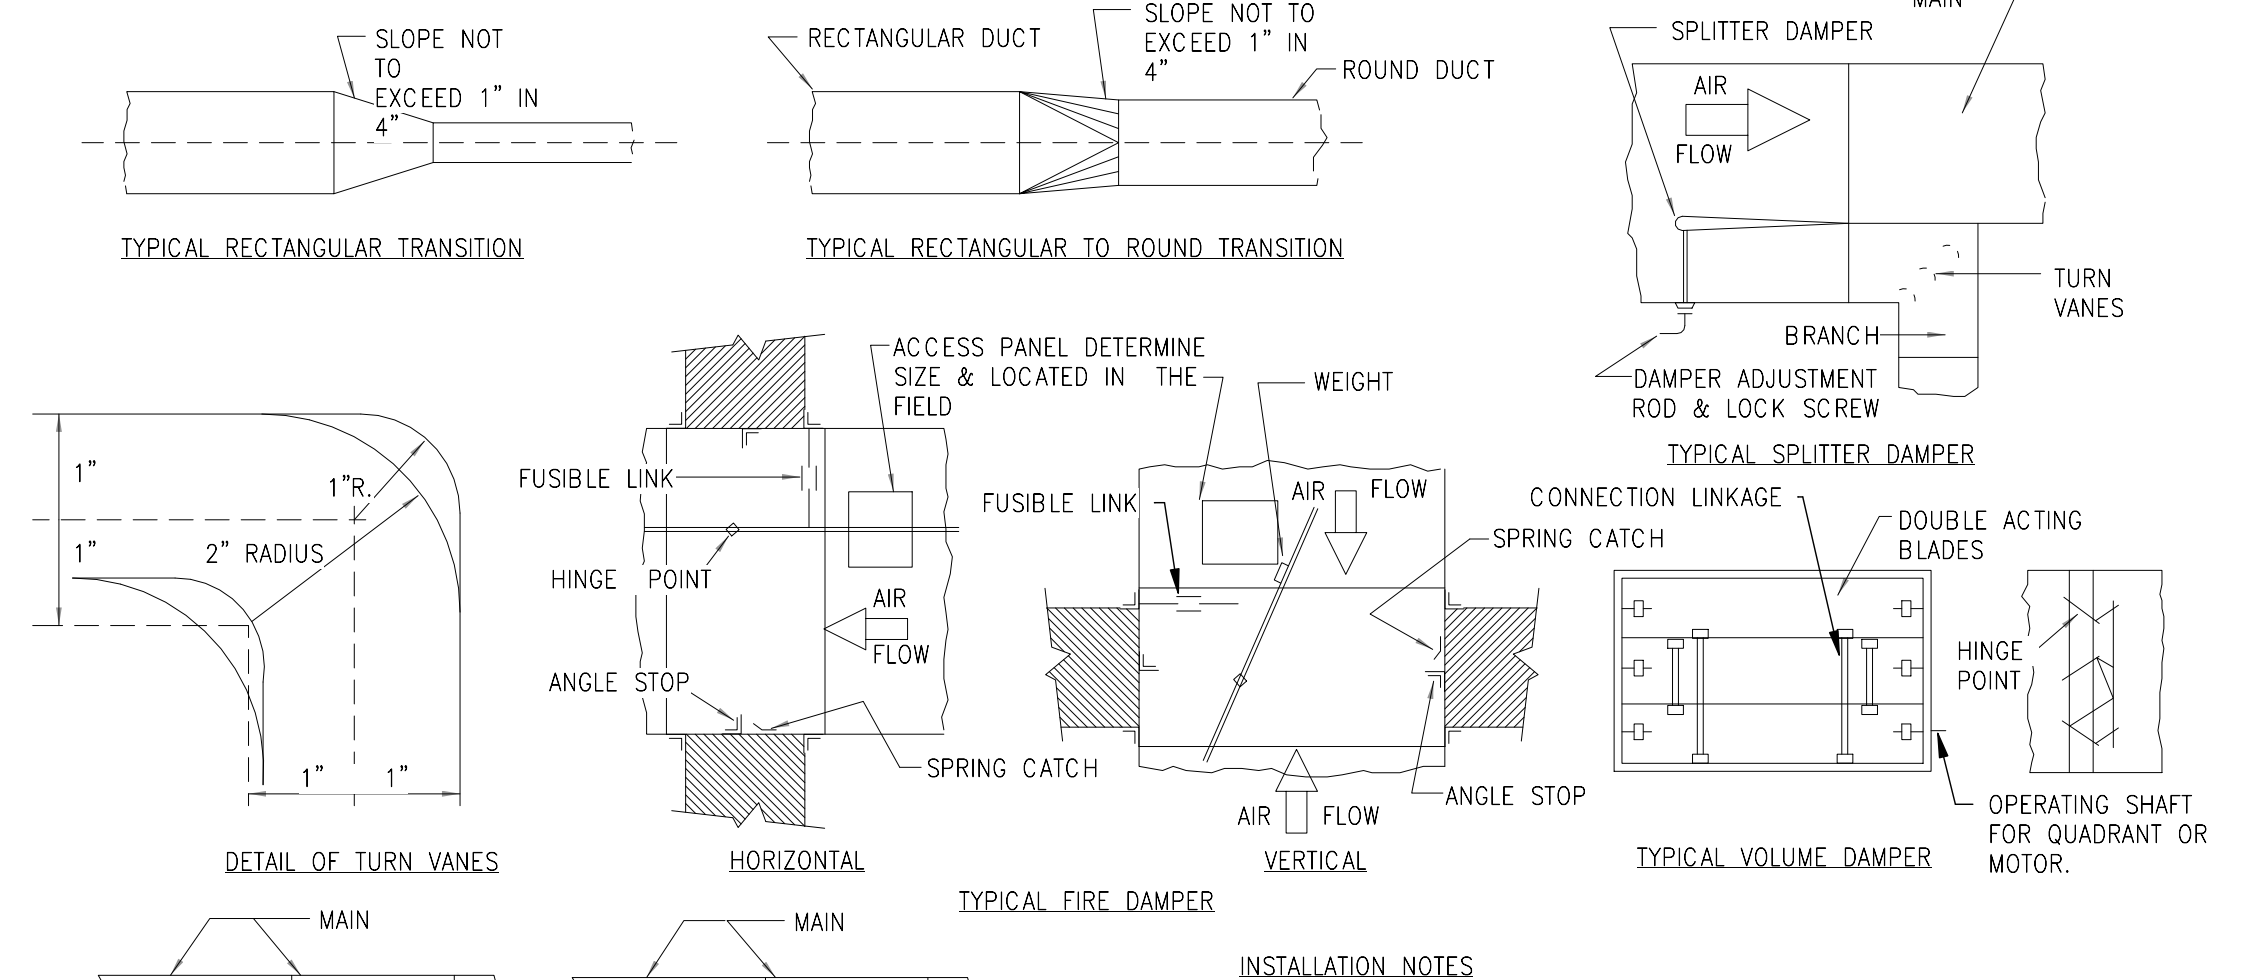 SLOPE NOT
TO
EXCEED 1" IN
4"
TYPICAL RECTANGULAR TRANSITION
RECTANGULAR DUCT
SLOPE NOT TO
EXCEED 1" IN
4"
ROUND DUCT
TYPICAL RECTANGULAR TO ROUND TRANSITION
MAIN
SPLITTER DAMPER
AIR
FLOW
TURN
VANES
BRANCH
DAMPER ADJUSTMENT
ROD & LOCK SCREW
TYPICAL SPLITTER DAMPER
1"
1"R.
1"
2" RADIUS
1"
1"
DETAIL OF TURN VANES
ACCESS PANEL DETERMINE
SIZE & LOCATED IN THE
FIELD
FUSIBLE LINK
HINGE POINT
AIR
FLOW
ANGLE STOP
SPRING CATCH
HORIZONTAL
WEIGHT
FUSIBLE LINK
AIR FLOW
SPRING CATCH
ANGLE STOP
AIR FLOW
VERTICAL
TYPICAL FIRE DAMPER
CONNECTION LINKAGE
DOUBLE ACTING
BLADES
HINGE
POINT
OPERATING SHAFT
FOR QUADRANT OR
MOTOR.
TYPICAL VOLUME DAMPER
MAIN
MAIN
INSTALLATION NOTES